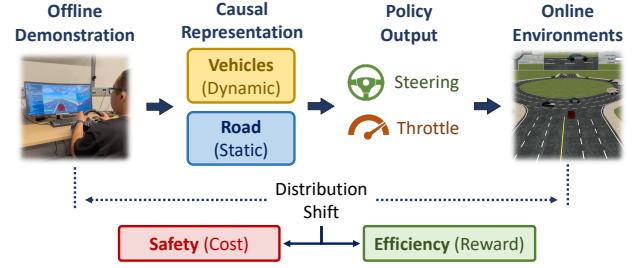 Offline
Demonstration
Causal
Representation
Policy
Output
Online
Environments
Vehicles
(Dynamic)
Road
(Static)
Steering
Throttle
Distribution
Shift
Safety (Cost)
Efficiency (Reward)